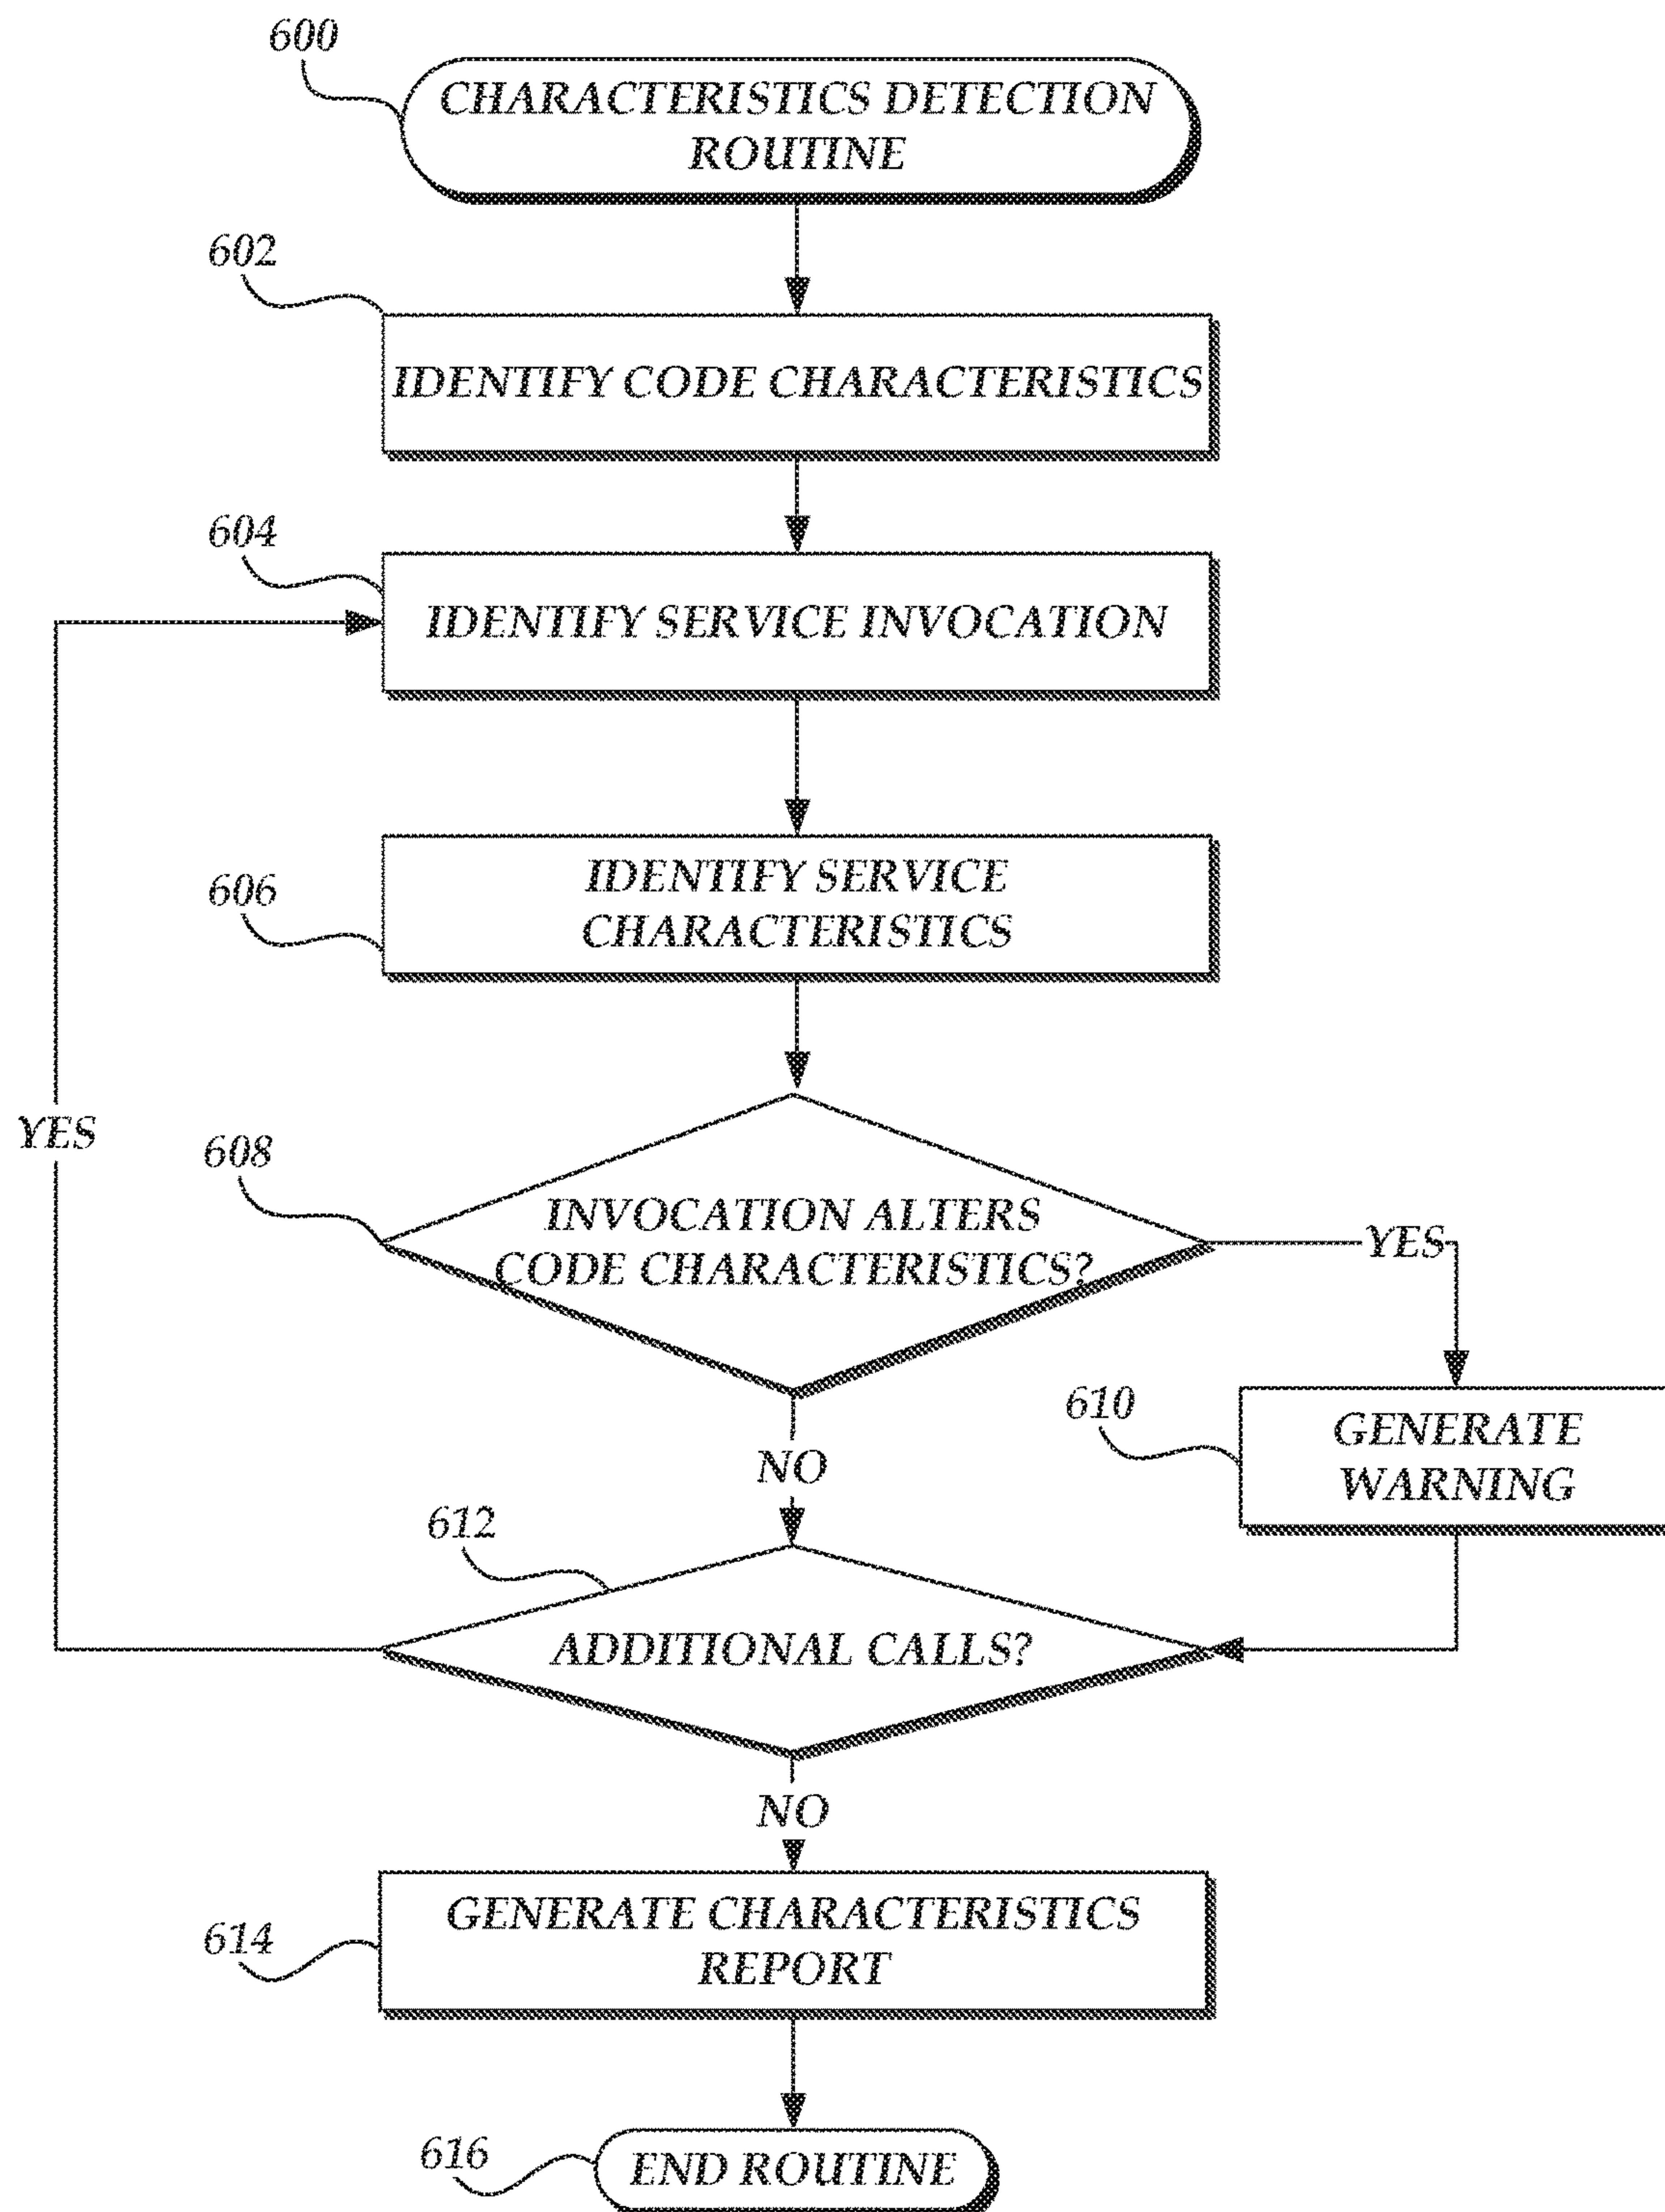 600
CHARACTERISTICS DETECTION
ROUTINE
602
IDENTIFY CODE CHARACTERISTICS
604
IDENTIFY SERVICE INVOCATION
606
IDENTIFY SERVICE
CHARACTERISTICS
YES
608
INVOCATION ALTERS
CODE CHARACTERISTICS?
YES
610
GENERATE
WARNING
NO
612
ADDITIONAL CALLS?
NO
614
GENERATE CHARACTERISTICS
REPORT
616
END ROUTINE